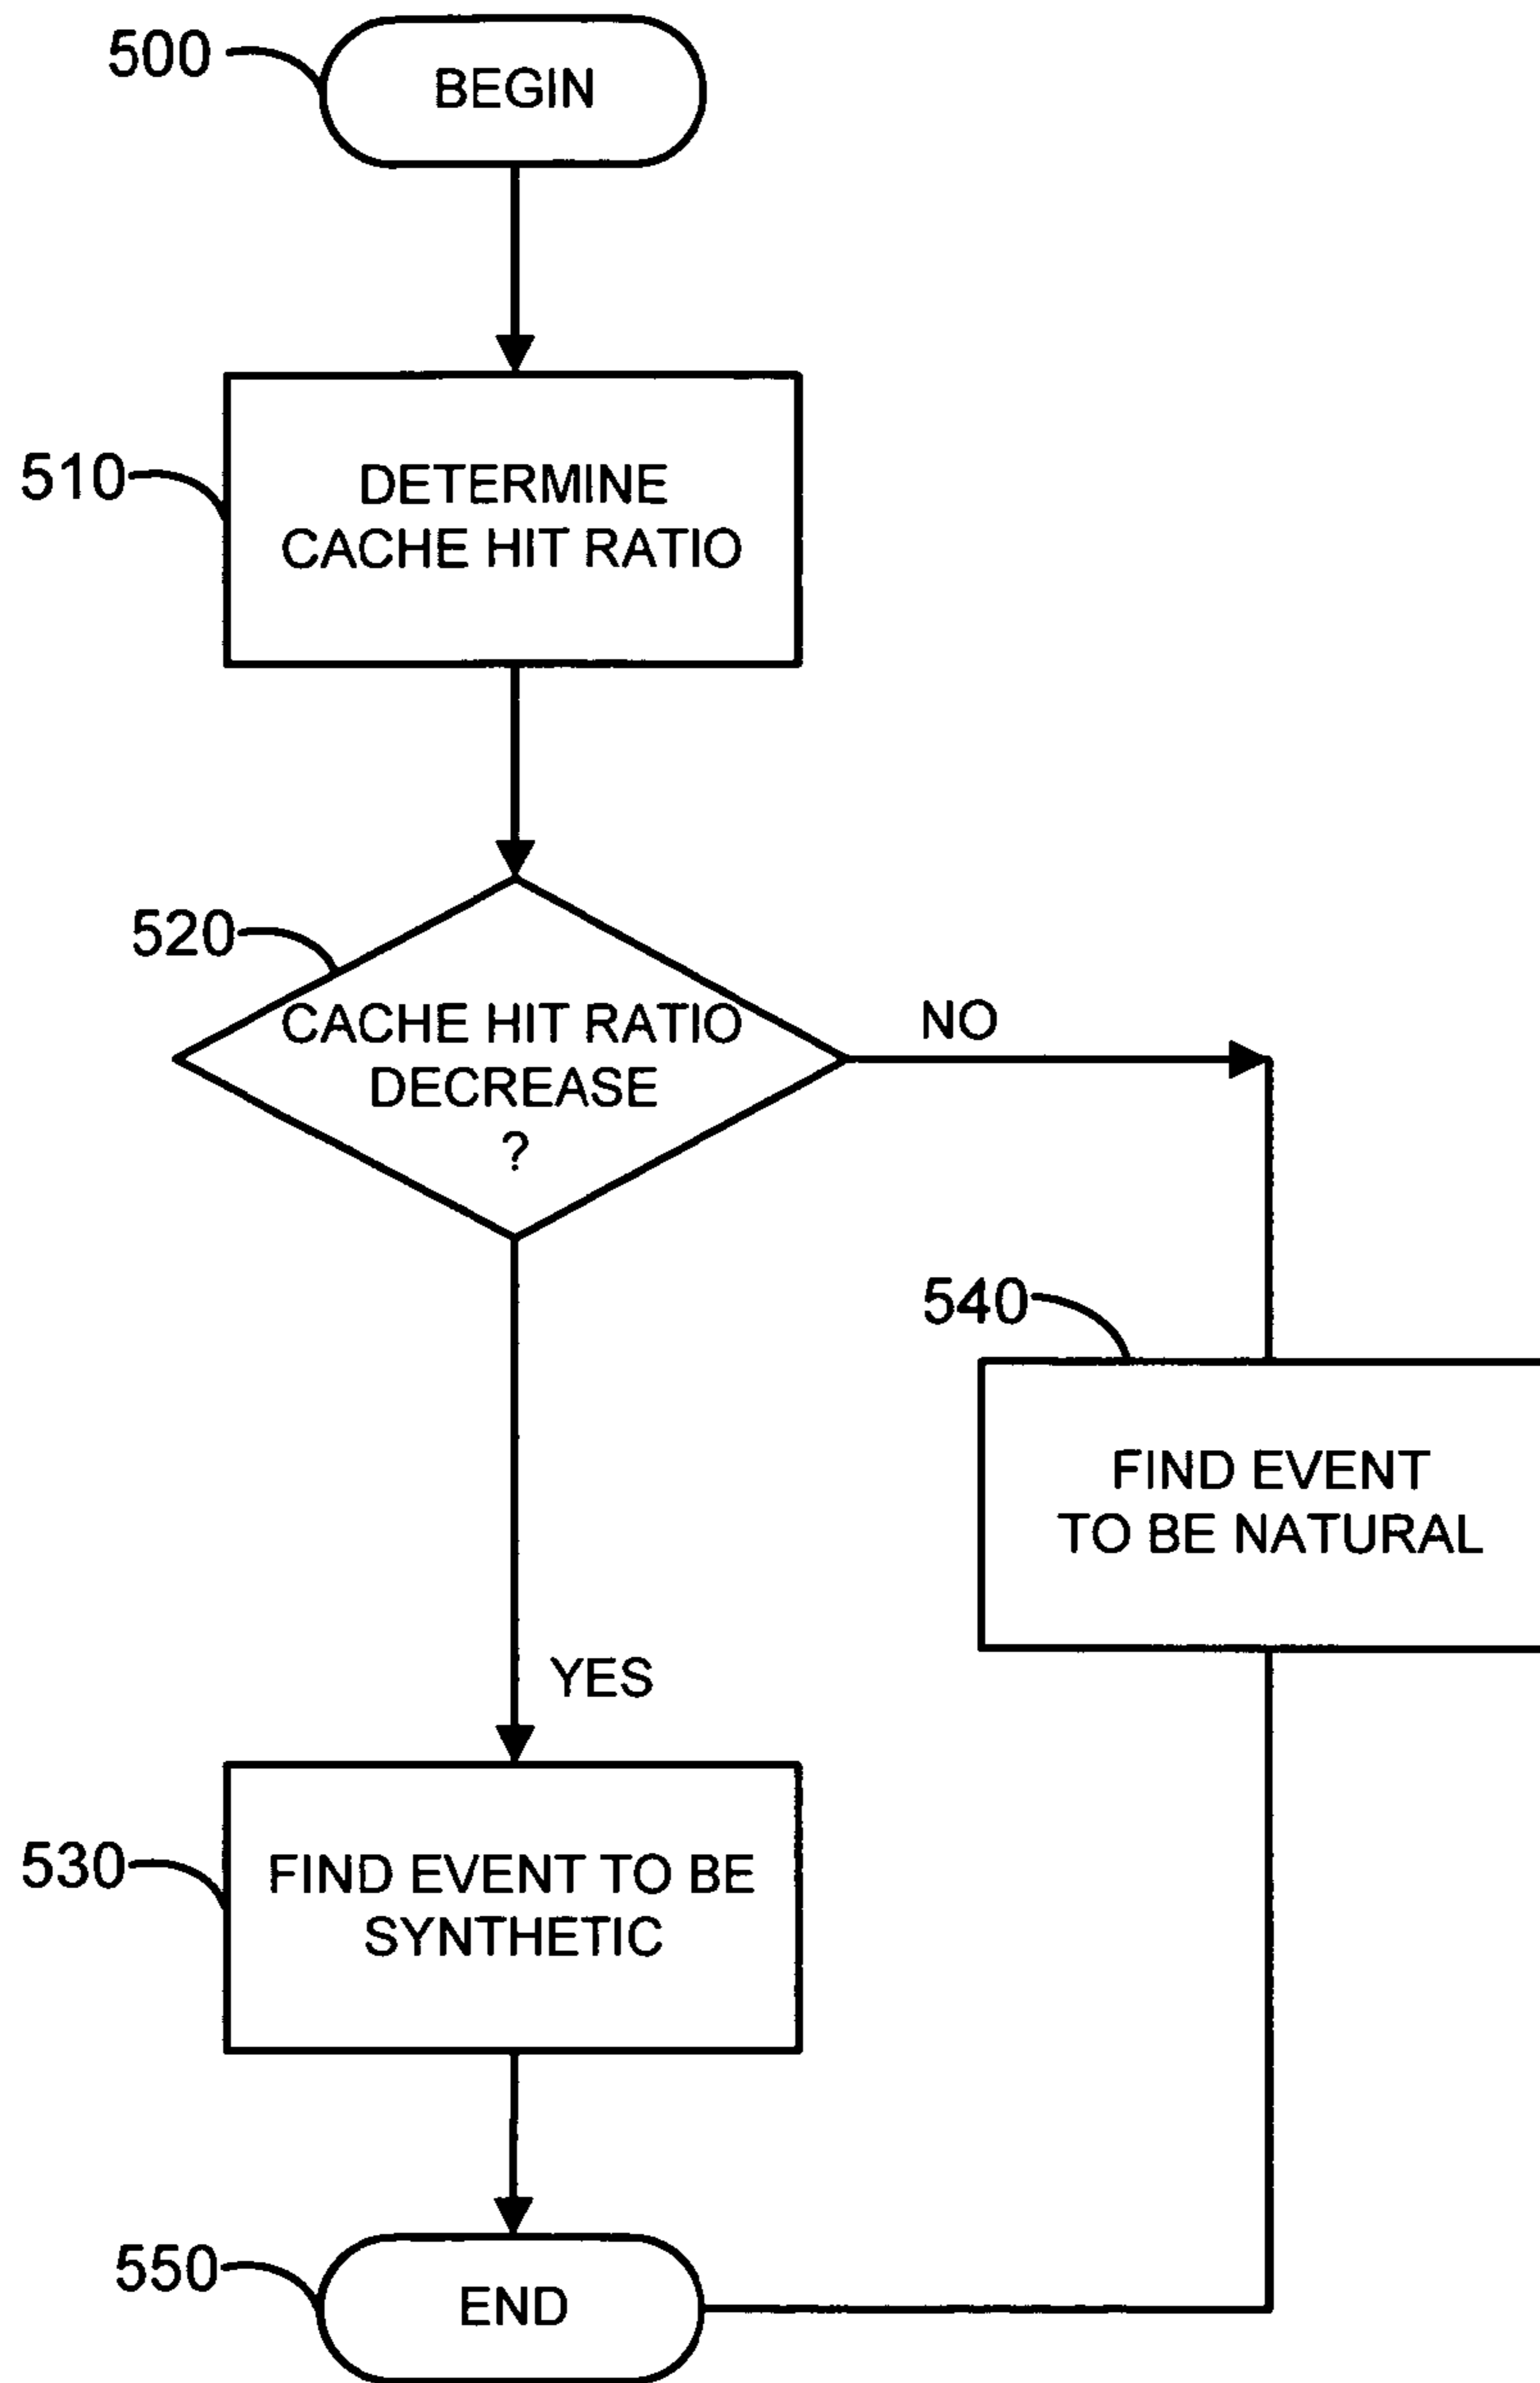 500
BEGIN
510
DETERMINE
CACHE HIT RATIO
520
CACHE HIT RATIO
DECREASE
?
NO
540
FIND EVENT
TO BE NATURAL
YES
530
FIND EVENT TO BE
SYNTHETIC
550
END